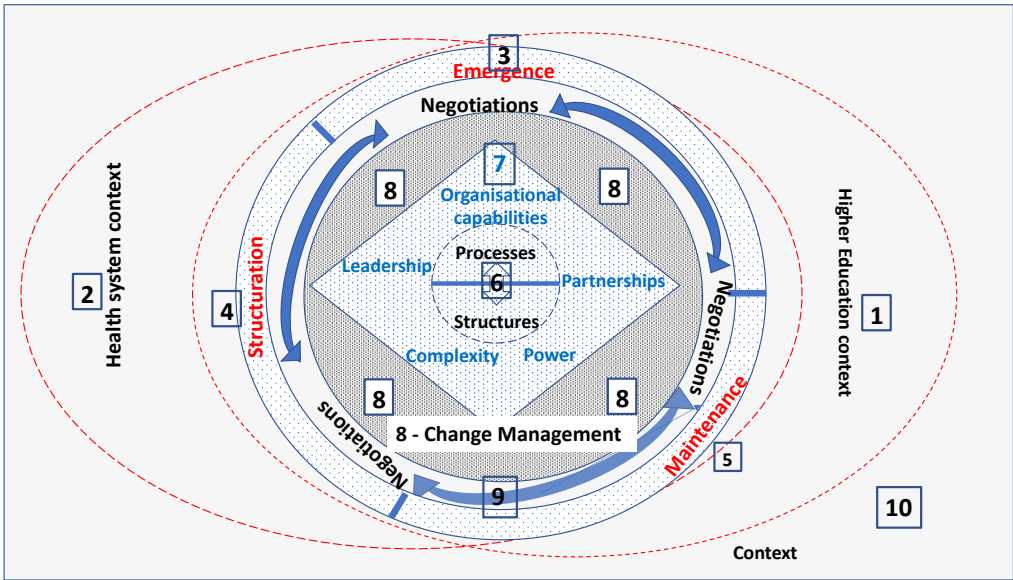 3
Emergence
Negotiations
7
8
8
Organisational
capabilities
Processes
Leadership
6
Partnerships
Structures
Complexity
Power
Health system context
2
4
Structuration
Negotiations
Higher Education context
1
8
8
8 - Change Management
Negotiations
Maintenance
5
9
10
Context